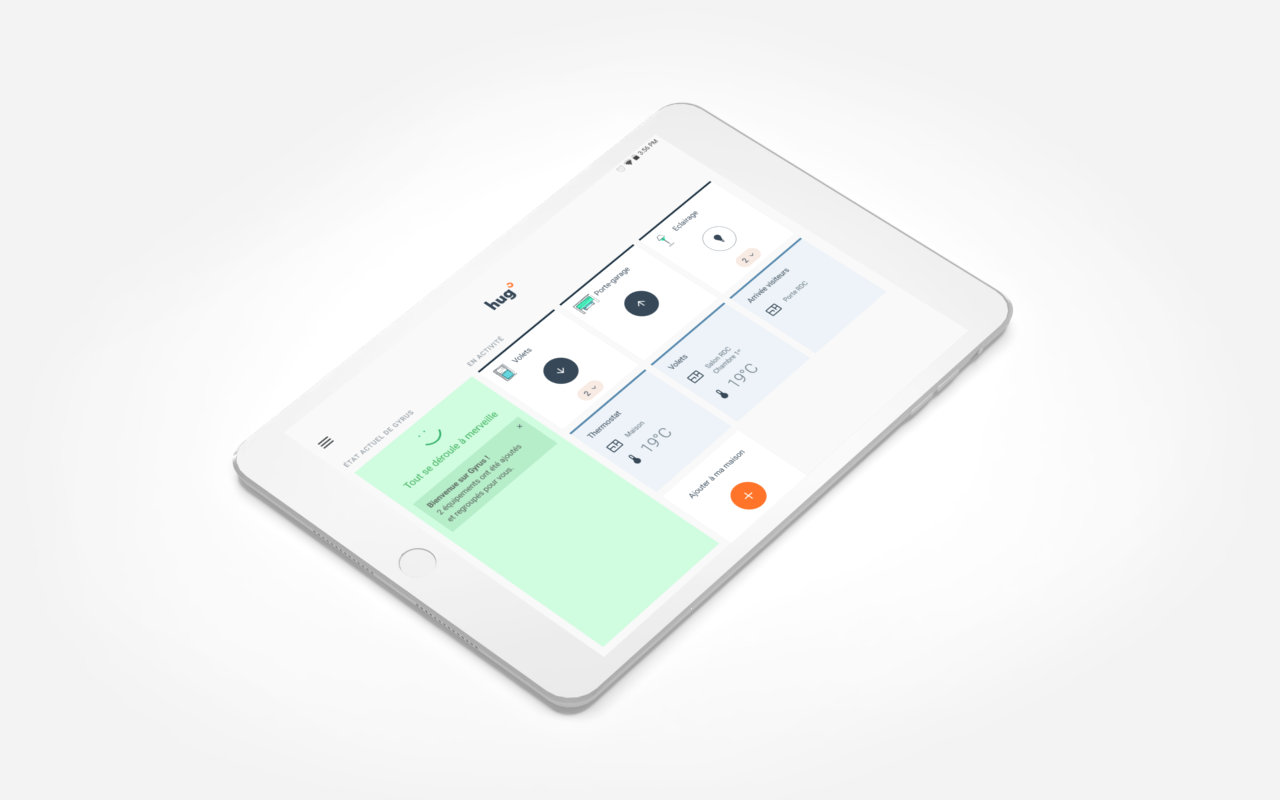 3:56 PM
hug
ÉTAT ACTUEL DE GYRUS
Tout se déroule à merveille
Bienvenue sur Gyrus !
2 équipements ont été ajoutés
et regroupés pour vous.
EN ACTIVITÉ
Volets
2
Porte-garage
Eclairage
2
Thermostat
Maison
19°C
Volets
Salon RDC
Chambre 1er
19°C
Arrivée visiteurs
Porte RDC
Ajouter à ma maison